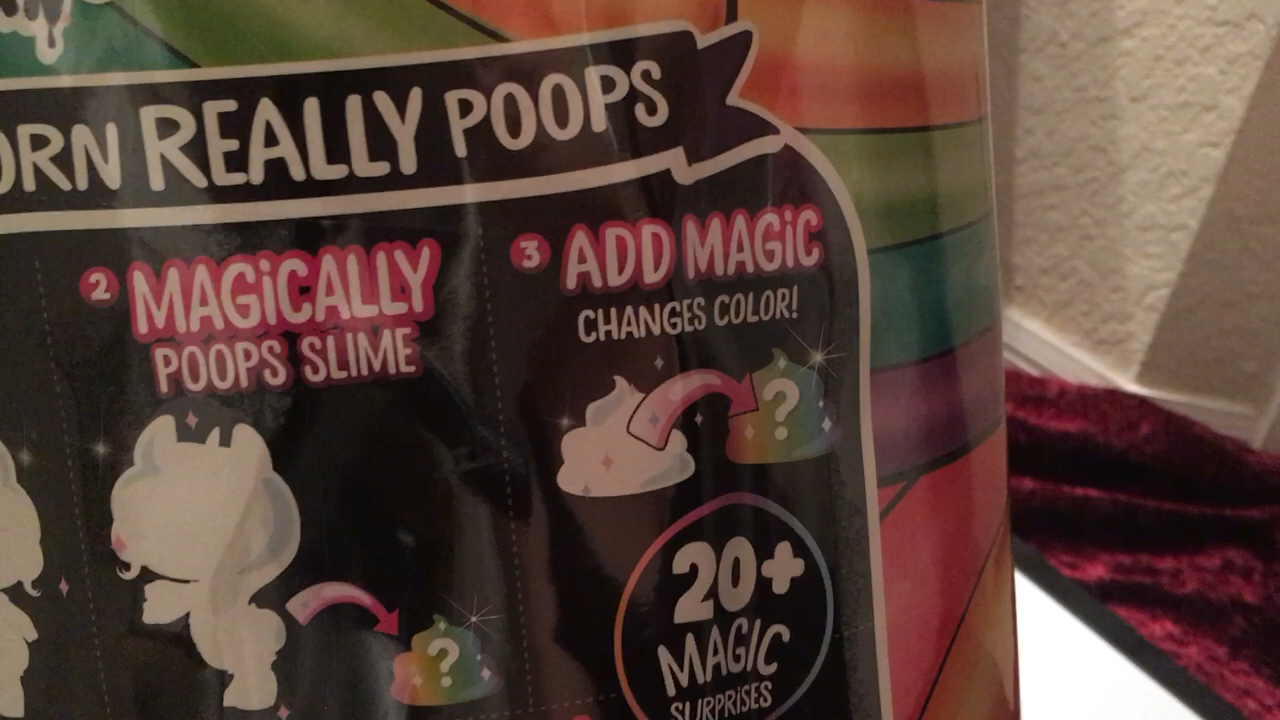 ORN REALLY POOPS
2 MAGiCALLY
POOPS SLIME
3 ADD MAGiC
CHANGES COLOR!
?
?
20+
MAGIC
SURPRiSES